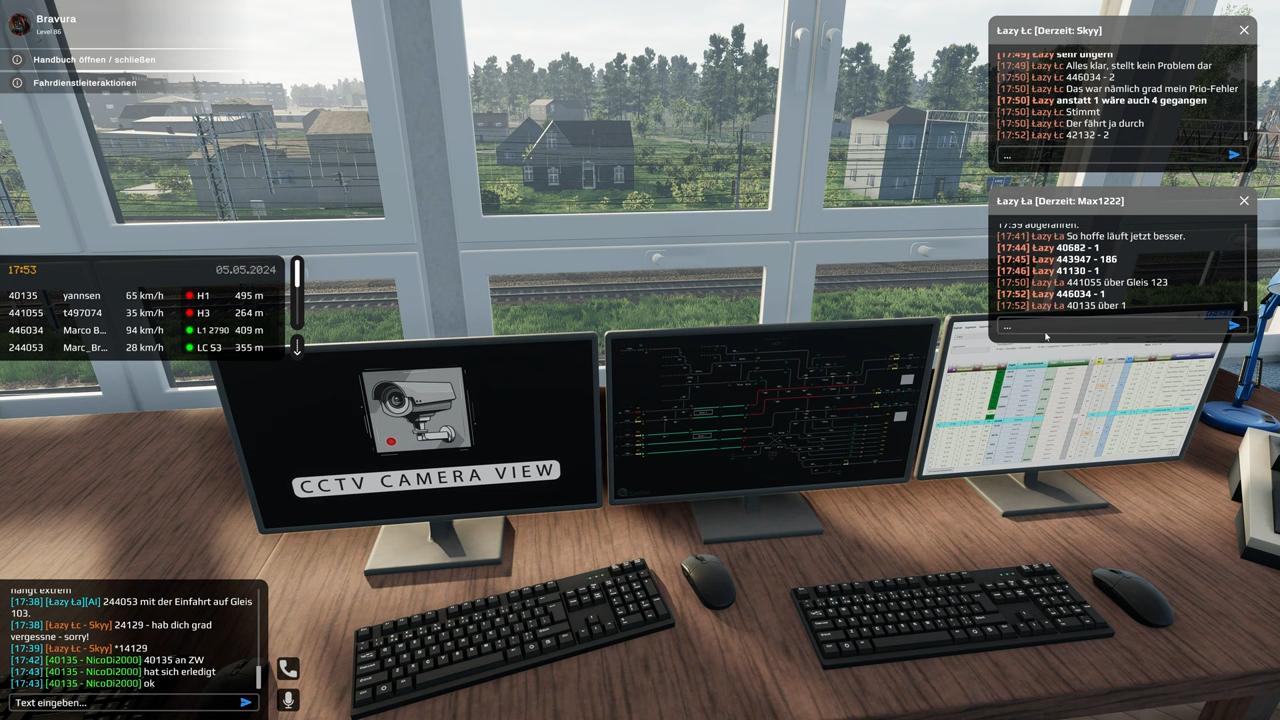 Bravura
Level 86
Handbuch öffnen / schließen
Fahrdienstleiteraktionen
Łazy Łc [Derzeit: Skyy]
[17:49] Łazy sehr ungern
[17:49] Łazy Łc Alles klar, stellt kein Problem dar
[17:50] Łazy Łc 446034 - 2
[17:50] Łazy Łc Das war nämlich grad mein Prio-Fehler
[17:50] Łazy anstatt 1 wäre auch 4 gegangen
[17:50] Łazy Łc Stimmt
[17:50] Łazy Łc Der fährt ja durch
[17:52] Łazy Łc 42132 - 2
...
Łazy Ła [Derzeit: Max1222]
17:39 abgefahren.
[17:41] Łazy Ła So hoffe läuft jetzt besser.
[17:44] Łazy 40682 - 1
[17:45] Łazy 443947 - 186
[17:46] Łazy 41130 - 1
[17:50] Łazy Ła 441055 über Gleis 123
[17:52] Łazy 446034 - 1
[17:52] Łazy Ła 40135 über 1
...
17:53 05.05.2024
40135 yannsen 65 km/h H1 495 m
441055 t497074 35 km/h H3 264 m
446034 Marco B... 94 km/h L1 2790 409 m
244053 Marc_Br... 28 km/h LC S3 355 m
CCTV CAMERA VIEW
hängt extrem
[17:38] [Łazy Ła][AI] 244053 mit der Einfahrt auf Gleis
103.
[17:38] [Łazy Łc - Skyy] 24129 - hab dich grad
vergessne - sorry!
[17:39] [Łazy Łc - Skyy] *14129
[17:42] [40135 - NicoDi2000] 40135 an ZW
[17:43] [40135 - NicoDi2000] hat sich erledigt
[17:43] [40135 - NicoDi2000] ok
Text eingeben...